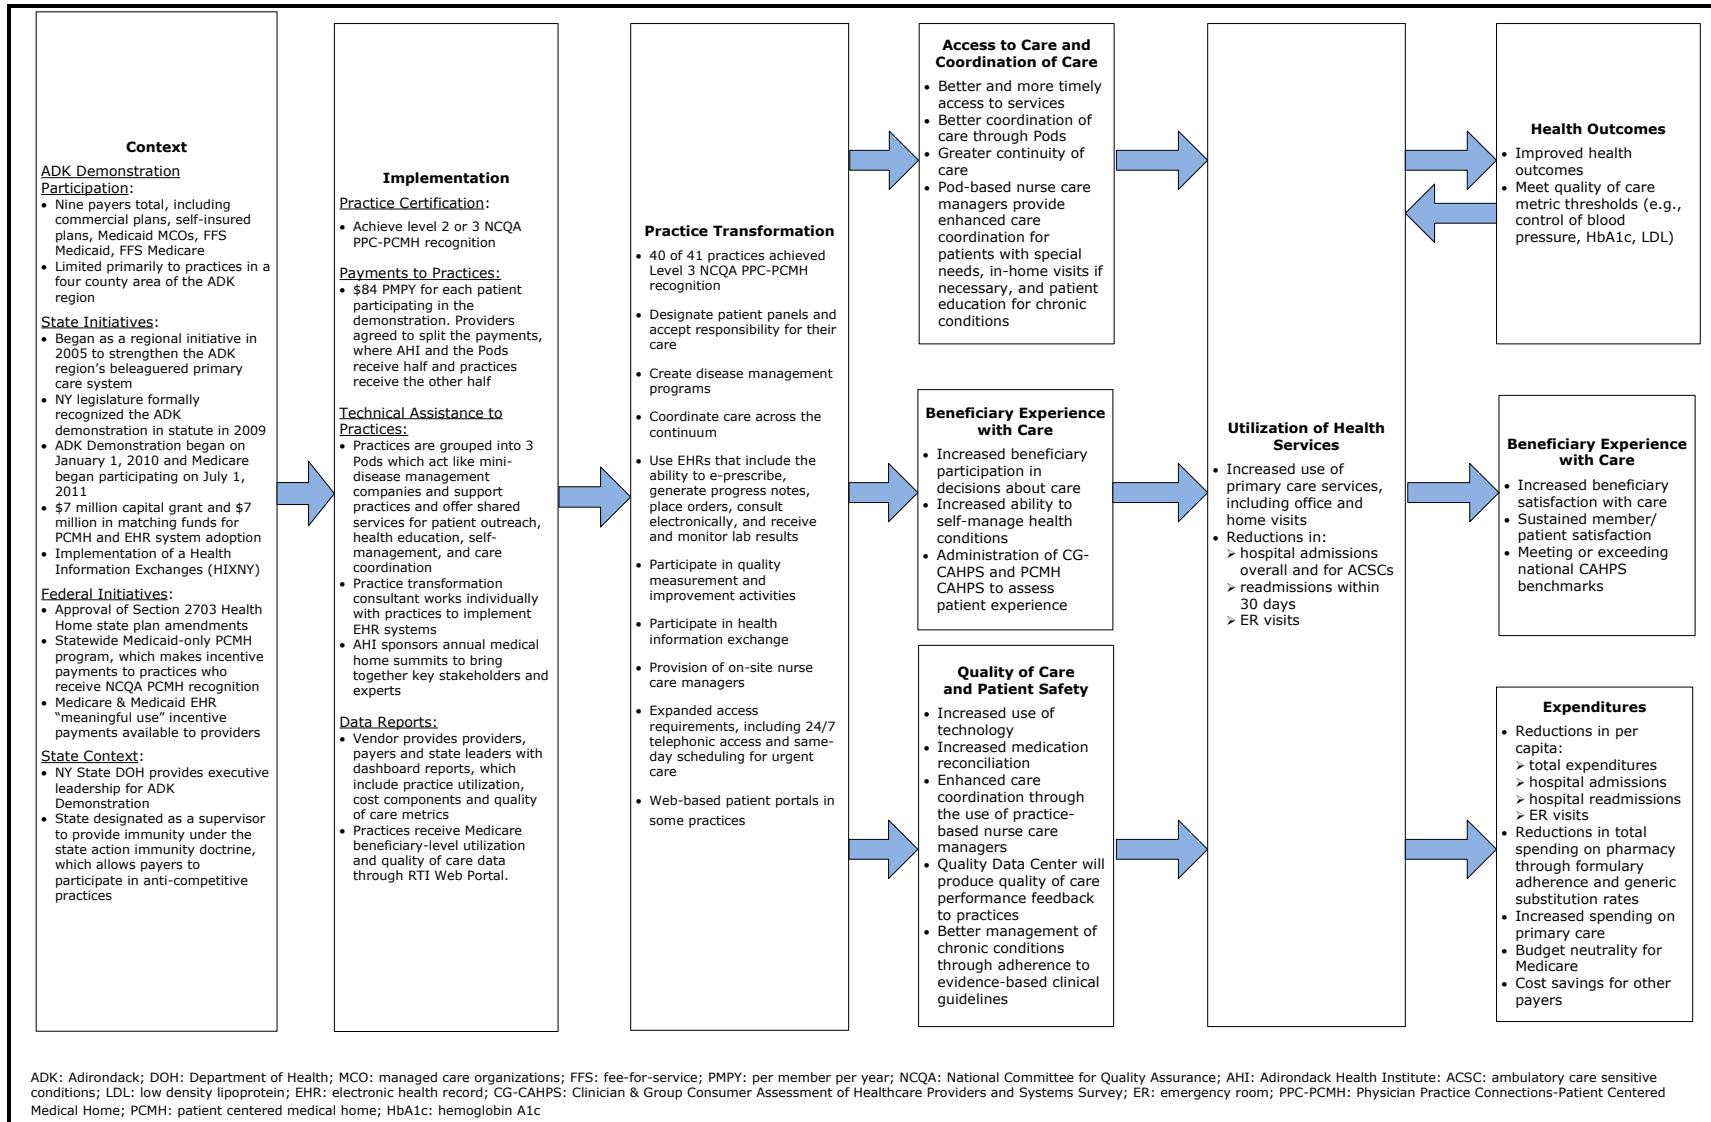 Context
ADK Demonstration
Participation:
• Nine payers total, including
commercial plans, self-insured
plans, Medicaid MCOs, FFS
Medicaid, FFS Medicare
• Limited primarily to practices in a
four county area of the ADK
region
State Initiatives:
• Began as a regional initiative in
2005 to strengthen the ADK
region's beleaguered primary
care system
• NY legislature formally
recognized the ADK
demonstration in statute in 2009
• ADK Demonstration began on
January 1, 2010 and Medicare
began participating on July 1,
2011
• $7 million capital grant and $7
million in matching funds for
PCMH and EHR system adoption
• Implementation of a Health
Information Exchanges (HIXNY)
Federal Initiatives:
• Approval of Section 2703 Health
Home state plan amendments
• Statewide Medicaid-only PCMH
program, which makes incentive
payments to practices who
receive NCQA PCMH recognition
• Medicare & Medicaid EHR
“meaningful use” incentive
payments available to providers
State Context:
• NY State DOH provides executive
leadership for ADK
Demonstration
• State designated as a supervisor
to provide immunity under the
state action immunity doctrine,
which allows payers to
participate in anti-competitive
practices
Implementation
Practice Certification:
• Achieve level 2 or 3 NCQA
PPC-PCMH recognition
Payments to Practices:
• $84 PMPY for each patient
participating in the
demonstration. Providers
agreed to split the payments,
where AHI and the Pods
receive half and practices
receive the other half
Technical Assistance to
Practices:
• Practices are grouped into 3
Pods which act like mini-
disease management
companies and support
practices and offer shared
services for patient outreach,
health education, self-
management, and care
coordination
• Practice transformation
consultant works individually
with practices to implement
EHR systems
• AHI sponsors annual medical
home summits to bring
together key stakeholders and
experts
Data Reports:
• Vendor provides providers,
payers and state leaders with
dashboard reports, which
include practice utilization,
cost components and quality
of care metrics
• Practices receive Medicare
beneficiary-level utilization
and quality of care data
through RTI Web Portal.
Practice Transformation
• 40 of 41 practices achieved
Level 3 NCQA PPC-PCMH
recognition
• Designate patient panels and
accept responsibility for their
care
• Create disease management
programs
• Coordinate care across the
continuum
• Use EHRs that include the
ability to e-prescribe,
generate progress notes,
place orders, consult
electronically, and receive
and monitor lab results
• Participate in quality
measurement and
improvement activities
• Participate in health
information exchange
• Provision of on-site nurse
care managers
• Expanded access
requirements, including 24/7
telephonic access and same-
day scheduling for urgent
care
• Web-based patient portals in
some practices
Access to Care and
Coordination of Care
• Better and more timely
access to services
• Better coordination of
care through Pods
• Greater continuity of
care
• Pod-based nurse care
managers provide
enhanced care
coordination for
patients with special
needs, in-home visits if
necessary, and patient
education for chronic
conditions
Beneficiary Experience
with Care
• Increased beneficiary
participation in
decisions about care
• Increased ability to
self-manage health
conditions
• Administration of CG-
CAHPS and PCMH
CAHPS to assess
patient experience
Quality of Care
and Patient Safety
• Increased use of
technology
• Increased medication
reconciliation
• Enhanced care
coordination through
the use of practice-
based nurse care
managers
• Quality Data Center will
produce quality of care
performance feedback
to practices
• Better management of
chronic conditions
through adherence to
evidence-based clinical
guidelines
Utilization of Health
Services
• Increased use of
primary care services,
including office and
home visits
• Reductions in:
➢ hospital admissions
overall and for ACSCs
➢ readmissions within
30 days
➢ ER visits
Health Outcomes
• Improved health
outcomes
• Meet quality of care
metric thresholds (e.g.,
control of blood
pressure, HbA1c, LDL)
Beneficiary Experience
with Care
• Increased beneficiary
satisfaction with care
• Sustained member/
patient satisfaction
• Meeting or exceeding
national CAHPS
benchmarks
Expenditures
• Reductions in per
capita:
➢ total expenditures
➢ hospital admissions
➢ hospital readmissions
➢ ER visits
• Reductions in total
spending on pharmacy
through formulary
adherence and generic
substitution rates
• Increased spending on
primary care
• Budget neutrality for
Medicare
• Cost savings for other
payers
ADK: Adirondack; DOH: Department of Health; MCO: managed care organizations; FFS: fee-for-service; PMPY: per member per year; NCQA: National Committee for Quality Assurance; AHI: Adirondack Health Institute: ACSC: ambulatory care sensitive
conditions; LDL: low density lipoprotein; EHR: electronic health record; CG-CAHPS: Clinician & Group Consumer Assessment of Healthcare Providers and Systems Survey; ER: emergency room; PPC-PCMH: Physician Practice Connections-Patient Centered
Medical Home; PCMH: patient centered medical home; HbA1c: hemoglobin A1c